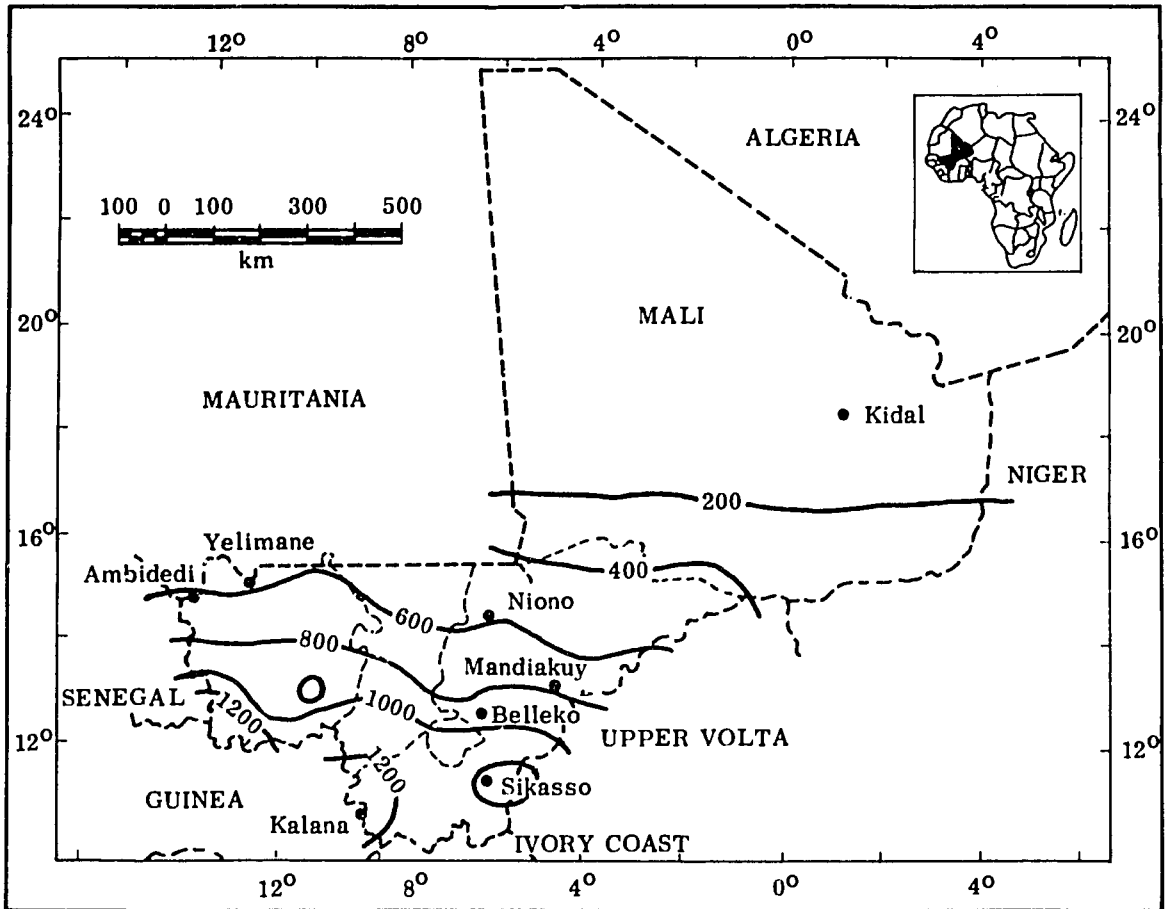 12° 8° 4° 0° 4°
24° 24°
ALGERIA
100 0 100 300 500
km
MALI
20° 20°
MAURITANIA
Kidal
NIGER
200
16° 16°
Yelimane
Ambidedi
400
Niono
600
800
Mandiakuy
SENEGAL
1200
1000
Belleko
UPPER VOLTA
12° 12°
1200
Sikasso
GUINEA
Kalana
IVORY COAST
12° 8° 4° 0° 4°